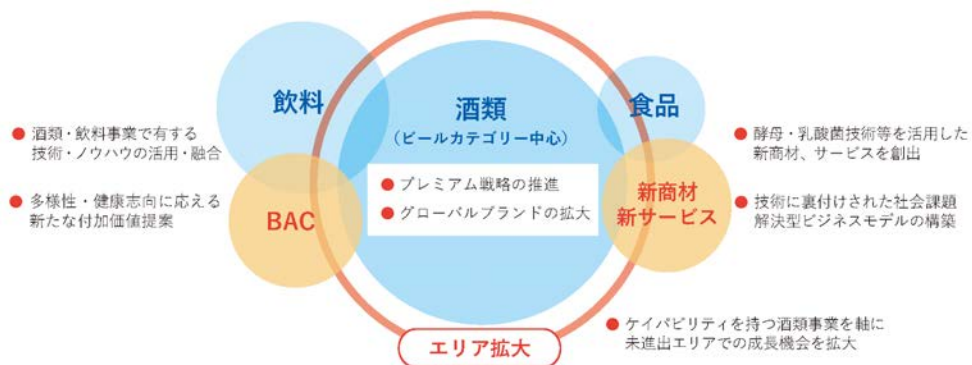 飲料
酒類
(ビールカテゴリー中心)
食品
● 酒類・飲料事業で有する
技術・ノウハウの活用・融合
● 多様性・健康志向に応える
新たな付加価値提案
BAC
● プレミアム戦略の推進
● グローバルブランドの拡大
新商材
新サービス
● 酵母・乳酸菌技術等を活用した
新商材、サービスを創出
● 技術に裏付けされた社会課題
解決型ビジネスモデルの構築
エリア拡大
● ケイパビリティを持つ酒類事業を軸に
未進出エリアでの成長機会を拡大